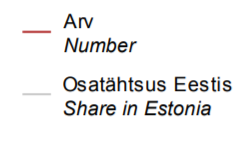 Arv
Number
Osatähtsus Eestis
Share in Estonia